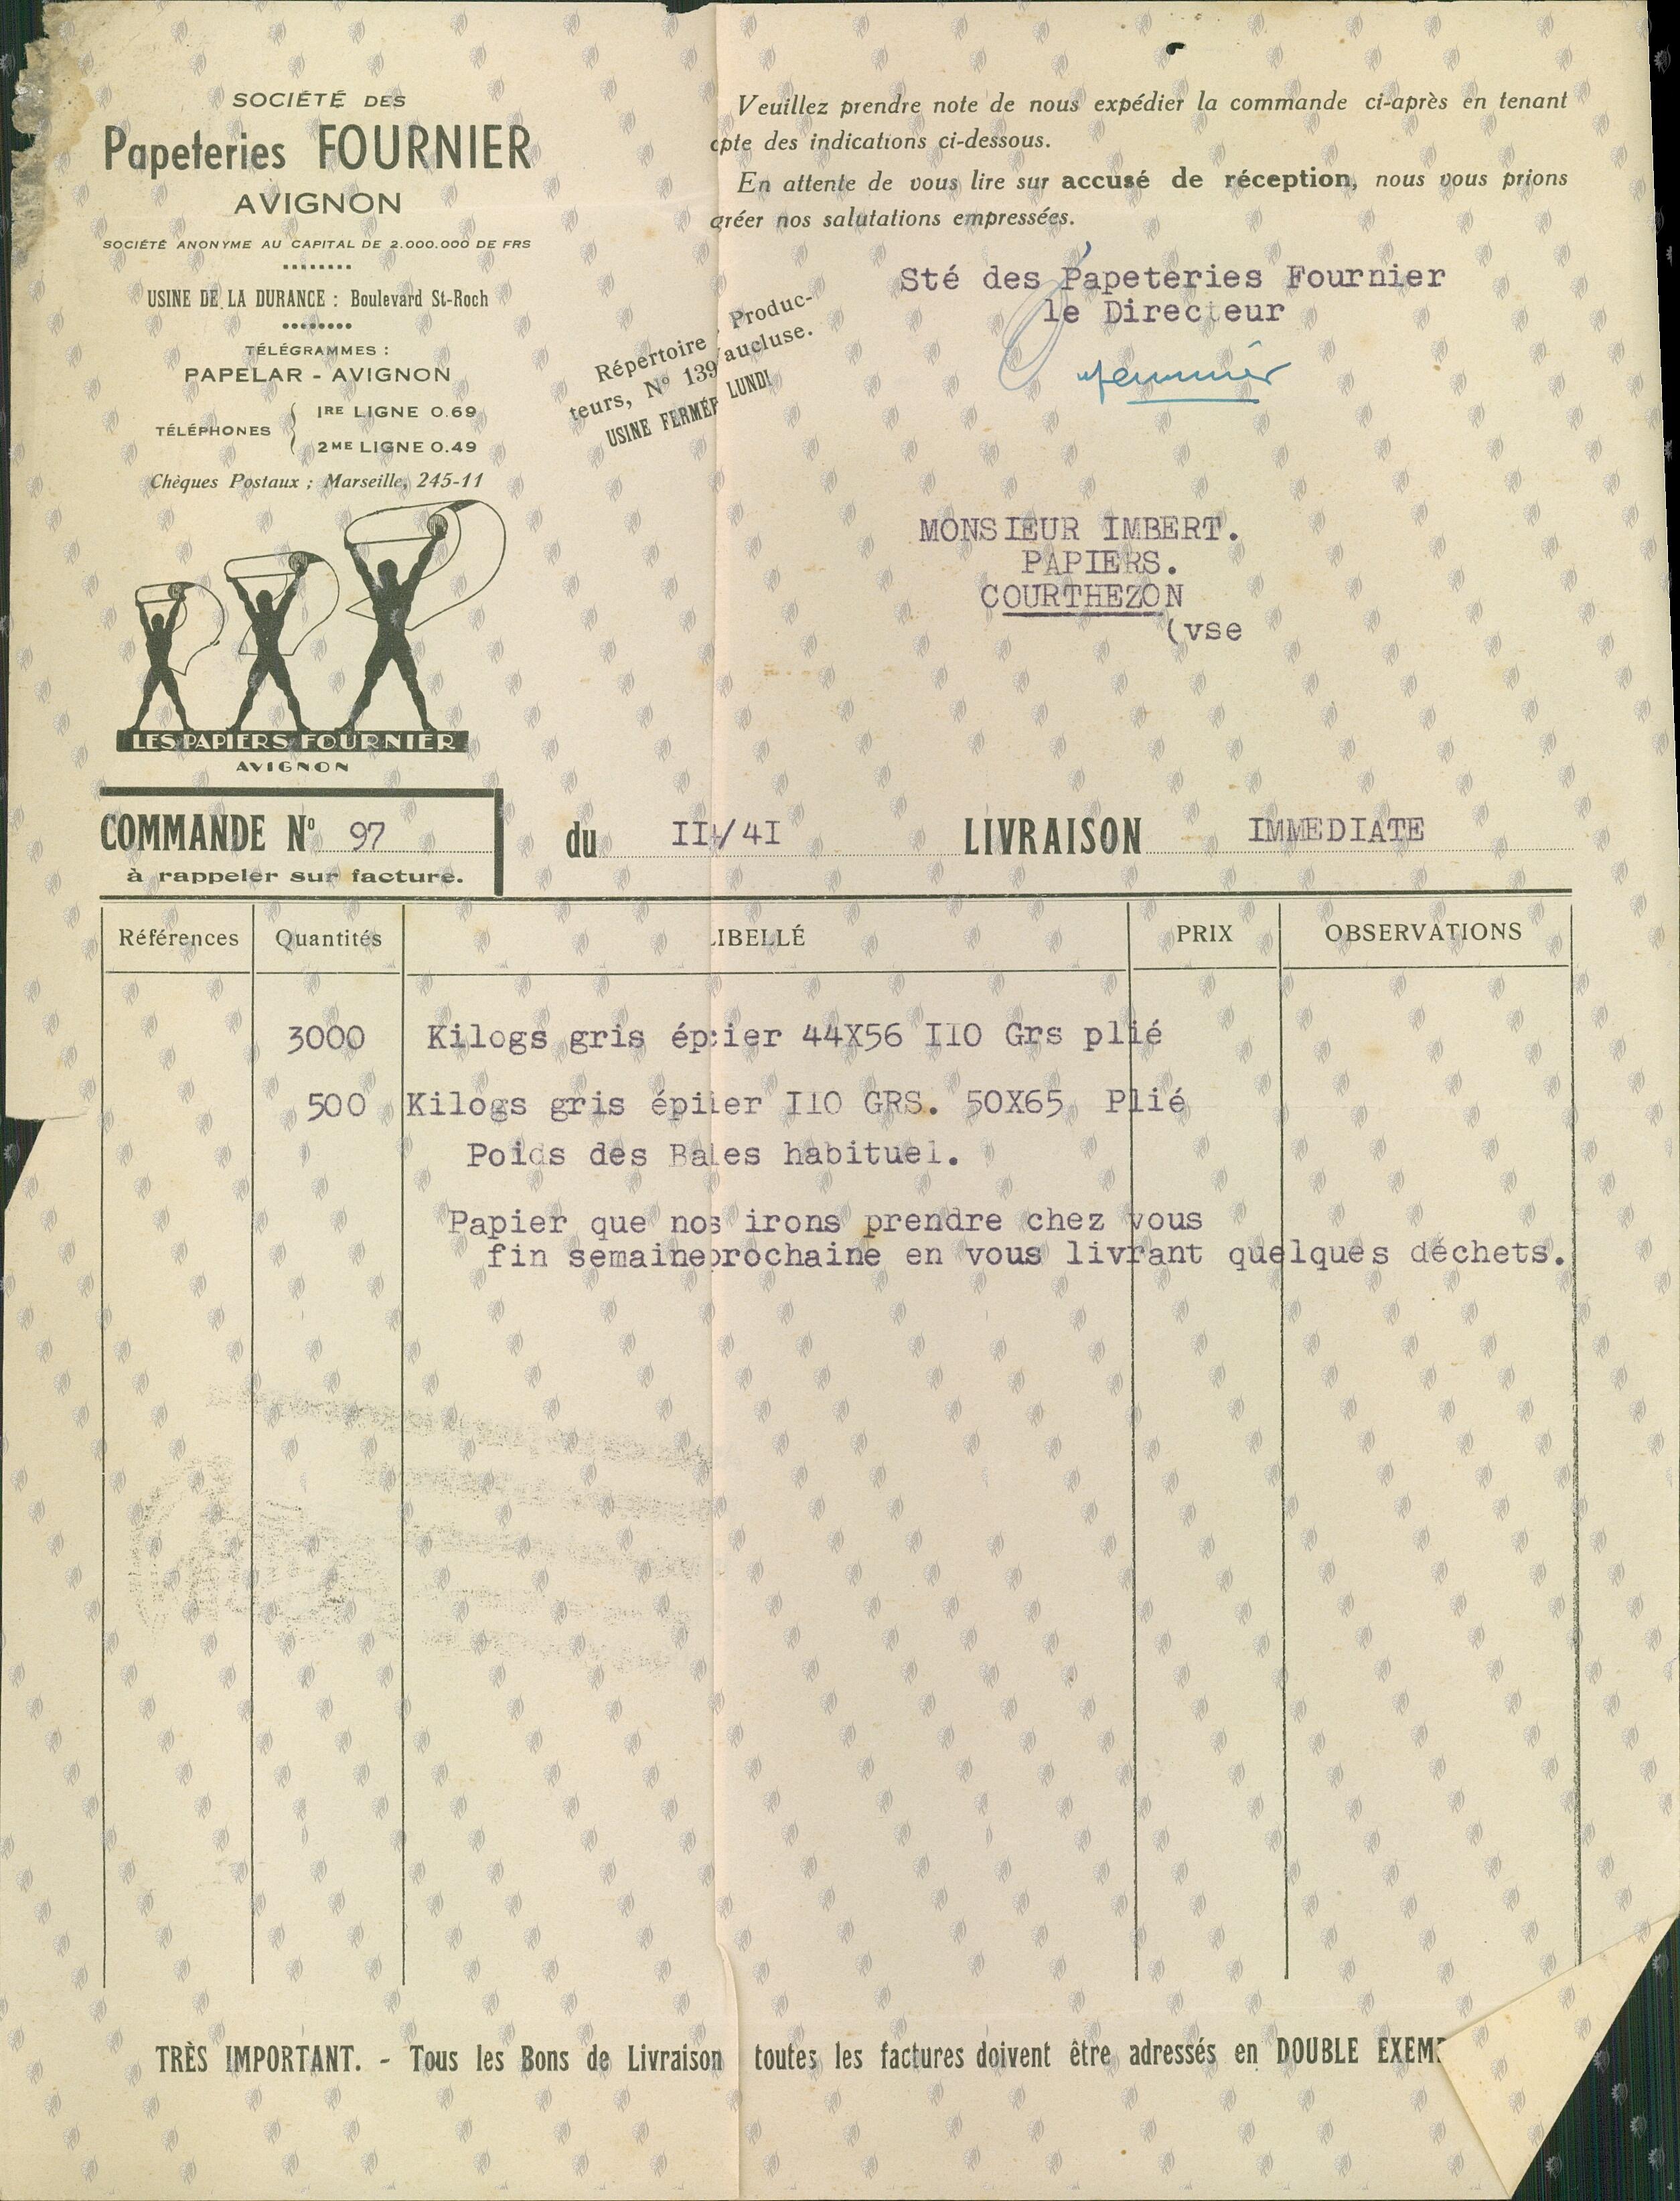 SOCIÉTÉ DES
Papeteries FOURNIER
AVIGNON
SOCIÉTÉ ANONYME AU CAPITAL DE 2.000.000 DE FRS
USINE DE LA DURANCE : Boulevard St-Roch
TÉLÉGRAMMES :
PAPELAR - AVIGNON
TÉLÉPHONES
1RE LIGNE 0.69
2ME LIGNE 0.49
Chèques Postaux ; Marseille, 245-11
LES PAPIERS FOURNIER
AVIGNON
Veuillez prendre note de nous expédier la commande ci-après en tenant
cpte des indications ci-dessous.
En attente de vous lire sur accusé de réception, nous vous prions
gréer nos salutations empressées.
Sté des Papeteries Fournier
le Directeur
Répertoire Produc-
teurs, N° 139 aucluse.
USINE FERMÉE LUNDI
MONSIEUR IMBERT.
PAPIERS.
COURTHEZON
(vse
COMMANDE N° 97
à rappeler sur facture.
du II/4I
LIVRAISON IMMEDIATE
Références Quantités LIBELLÉ PRIX OBSERVATIONS
3000 Kilogs gris épicier 44X56 I10 Grs plié
500 Kilogs gris épiier I10 GRS. 50X65 Plié
Poids des Bales habituel.
Papier que nos irons prendre chez vous
fin semaine prochaine en vous livrant quelques déchets.
TRÈS IMPORTANT. - Tous les Bons de Livraison toutes les factures doivent être adressés en DOUBLE EXEMP